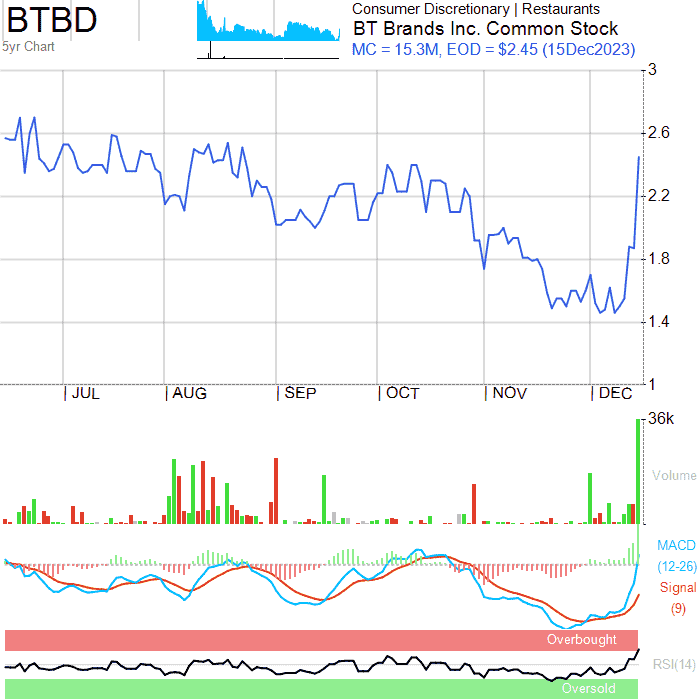 BTBD
5yr Chart
Consumer Discretionary | Restaurants
BT Brands Inc. Common Stock
MC = 15.3M, EOD = $2.45 (15Dec2023)
3
2.6
2.2
1.8
1.4
1
JUL AUG SEP OCT NOV DEC
36k
Volume
MACD
(12-26)
Signal
(9)
Overbought
RSI(14)
Oversold